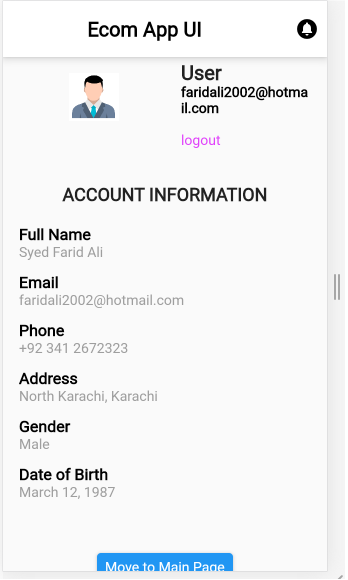 Ecom App UI
User
faridali2002@hotma
il.com
logout
ACCOUNT INFORMATION
Full Name
Syed Farid Ali
Email
faridali2002@hotmail.com
Phone
+92 341 2672323
Address
North Karachi, Karachi
Gender
Male
Date of Birth
March 12, 1987
Move to Main Page